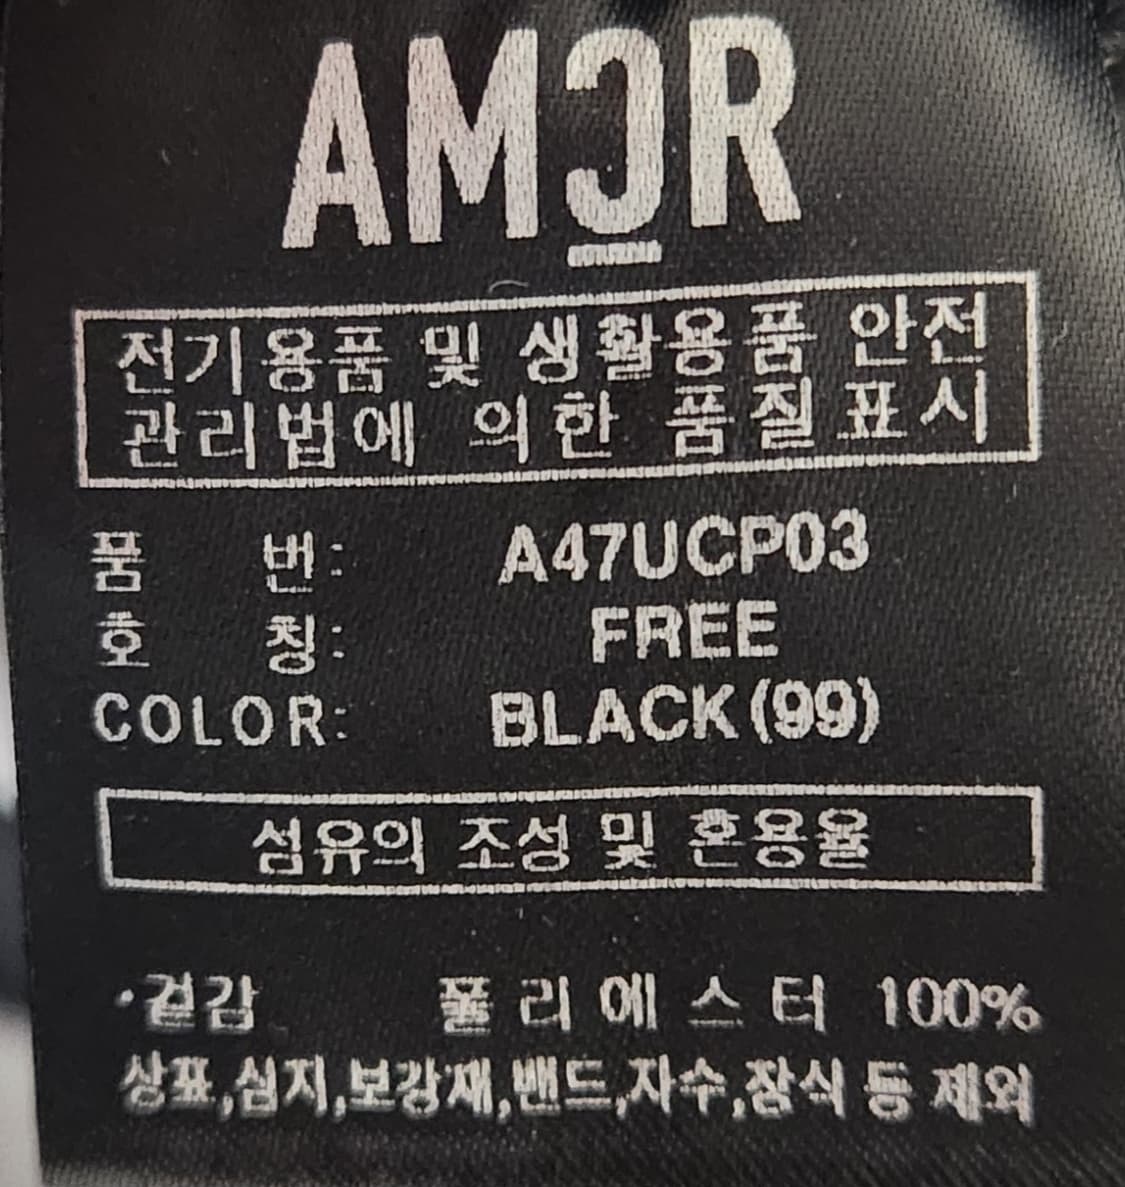 AMOR
전기용품 및 생활용품 안전
관리법에 의한 품질표시
품 번: A47UCP03
호 칭: FREE
COLOR: BLACK(99)
섬유의 조성 및 혼용율
·겉감 폴리에스터 100%
상표,심지,보강재,밴드,자수,장식 등 제외